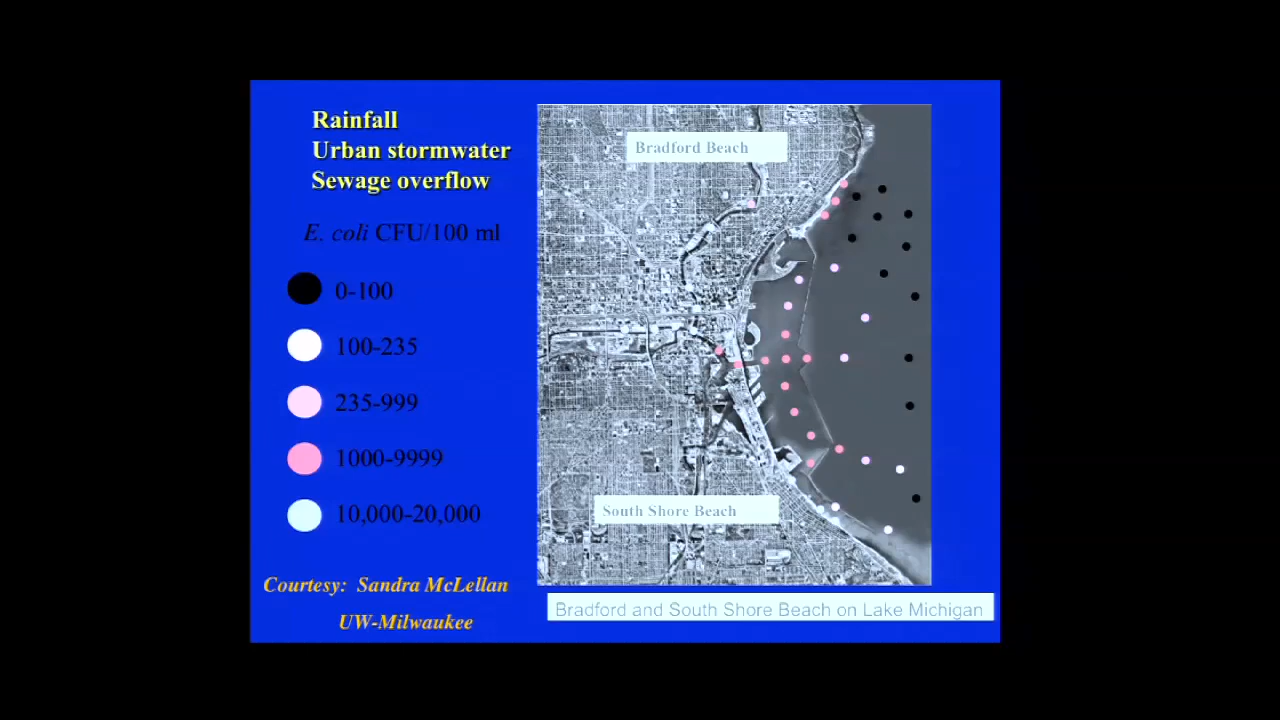 Rainfall
Urban stormwater
Sewage overflow
E. coli CFU/100 ml
0-100
100-235
235-999
1000-9999
10,000-20,000
Courtesy: Sandra McLellan
UW-Milwaukee
Bradford Beach
South Shore Beach
Bradford and South Shore Beach on Lake Michigan